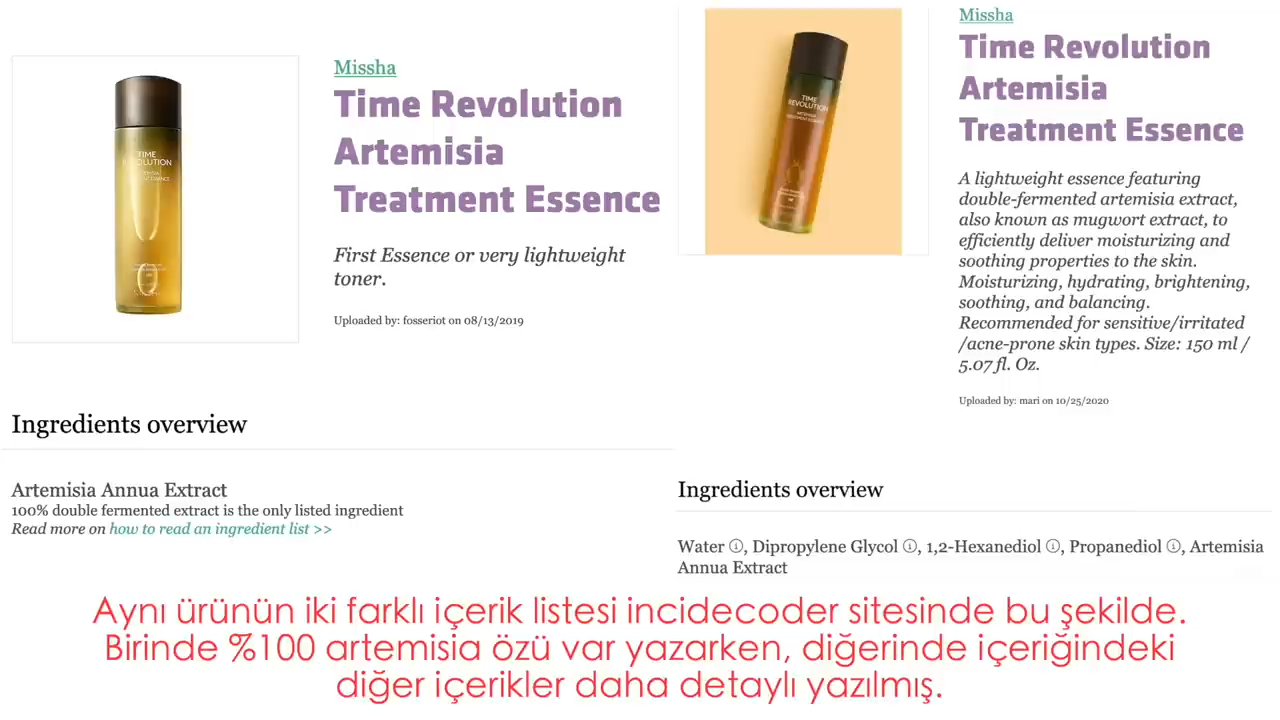 Missha
Time Revolution
Artemisia
Treatment Essence
First Essence or very lightweight
toner.
Uploaded by: fosseriot on 08/13/2019
TIME
REVOLUTION
Ingredients overview
Artemisia Annua Extract
100% double fermented extract is the only listed ingredient
Read more on how to read an ingredient list >>
Missha
Time Revolution
Artemisia
Treatment Essence
A lightweight essence featuring
double-fermented artemisia extract,
also known as mugwort extract, to
efficiently deliver moisturizing and
soothing properties to the skin.
Moisturizing, hydrating, brightening,
soothing, and balancing.
Recommended for sensitive/irritated
/acne-prone skin types. Size: 150 ml /
5.07 fl. Oz.
Uploaded by: mari on 10/25/2020
TIME
REVOLUTION
Ingredients overview
Water, Dipropylene Glycol, 1,2-Hexanediol, Propanediol, Artemisia
Annua Extract
Aynı ürünün iki farklı içerik listesi incidecoder sitesinde bu şekilde.
Birinde %100 artemisia özü var yazarken, diğerinde içeriğindeki
diğer içerikler daha detaylı yazılmış.